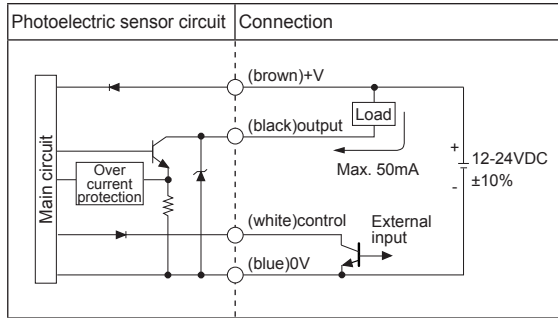 Photoelectric sensor circuit
Connection
(brown)+V
Load
(black)output
Max. 50mA
+
12-24VDC
-
±10%
Main circuit
Over
current
protection
(white)control
External
input
(blue)0V